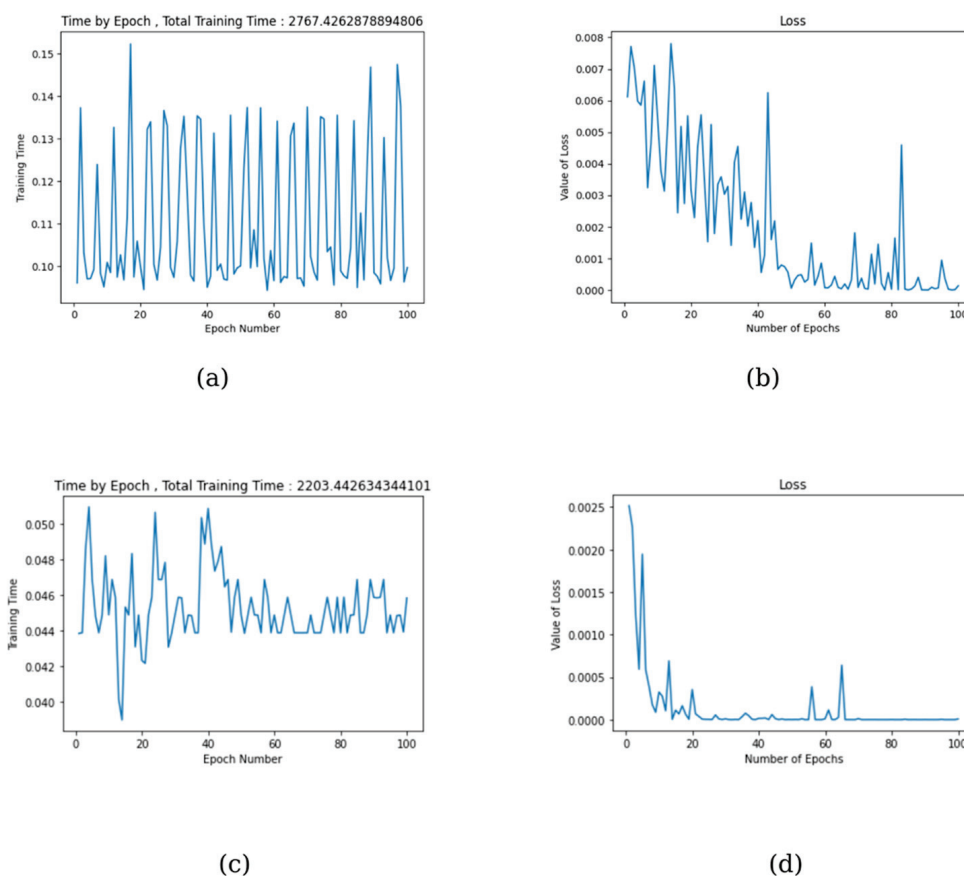 Time by Epoch , Total Training Time : 2767.4262878894806
Training Time
0.15
0.14
0.13
0.12
0.11
0.10
0 20 40 60 80 100
Epoch Number
(a)
Loss
Value of Loss
0.008
0.007
0.006
0.005
0.004
0.003
0.002
0.001
0.000
0 20 40 60 80 100
Number of Epochs
(b)
Time by Epoch , Total Training Time : 2203.442634344101
Training Time
0.050
0.048
0.046
0.044
0.042
0.040
0 20 40 60 80 100
Epoch Number
(c)
Loss
Value of Loss
0.0025
0.0020
0.0015
0.0010
0.0005
0.0000
0 20 40 60 80 100
Number of Epochs
(d)